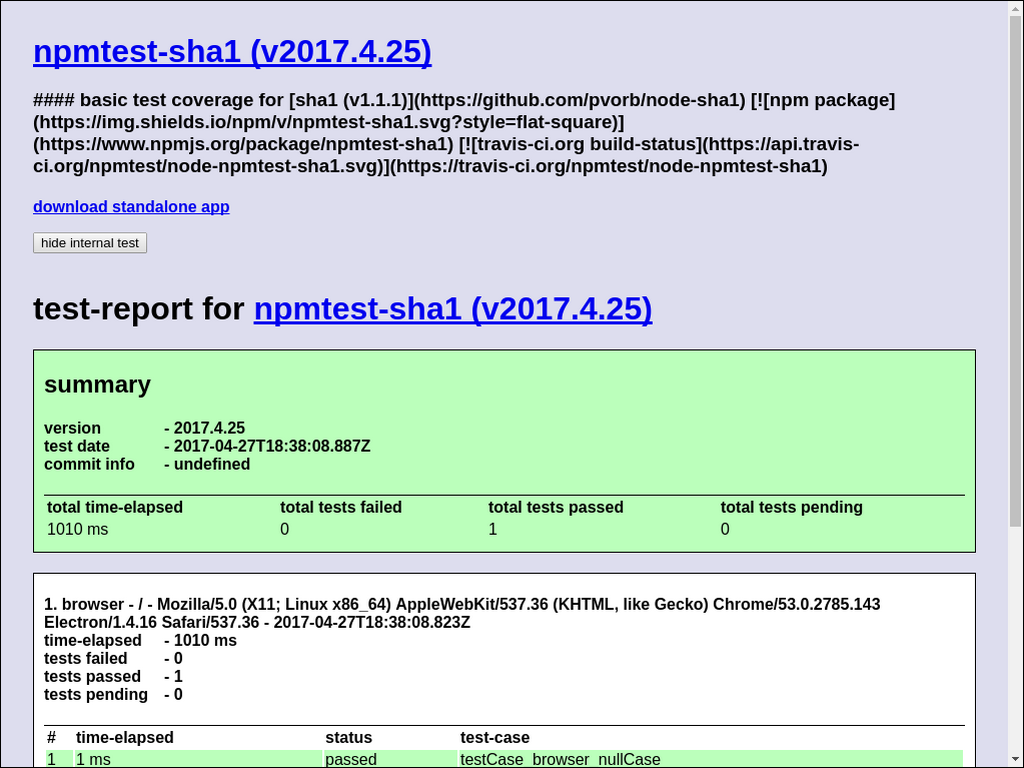 npmtest-sha1 (v2017.4.25)
#### basic test coverage for [sha1 (v1.1.1)](https://github.com/pvorb/node-sha1) [![npm package]
(https://img.shields.io/npm/v/npmtest-sha1.svg?style=flat-square)]
(https://www.npmjs.org/package/npmtest-sha1) [![travis-ci.org build-status](https://api.travis-
ci.org/npmtest/node-npmtest-sha1.svg)](https://travis-ci.org/npmtest/node-npmtest-sha1)
download standalone app
hide internal test
test-report for npmtest-sha1 (v2017.4.25)
summary
version - 2017.4.25
test date - 2017-04-27T18:38:08.887Z
commit info - undefined
total time-elapsed total tests failed total tests passed total tests pending
1010 ms 0 1 0
1. browser - / - Mozilla/5.0 (X11; Linux x86_64) AppleWebKit/537.36 (KHTML, like Gecko) Chrome/53.0.2785.143
Electron/1.4.16 Safari/537.36 - 2017-04-27T18:38:08.823Z
time-elapsed - 1010 ms
tests failed - 0
tests passed - 1
tests pending - 0
# time-elapsed status test-case
1 1 ms passed testCase_browser_nullCase